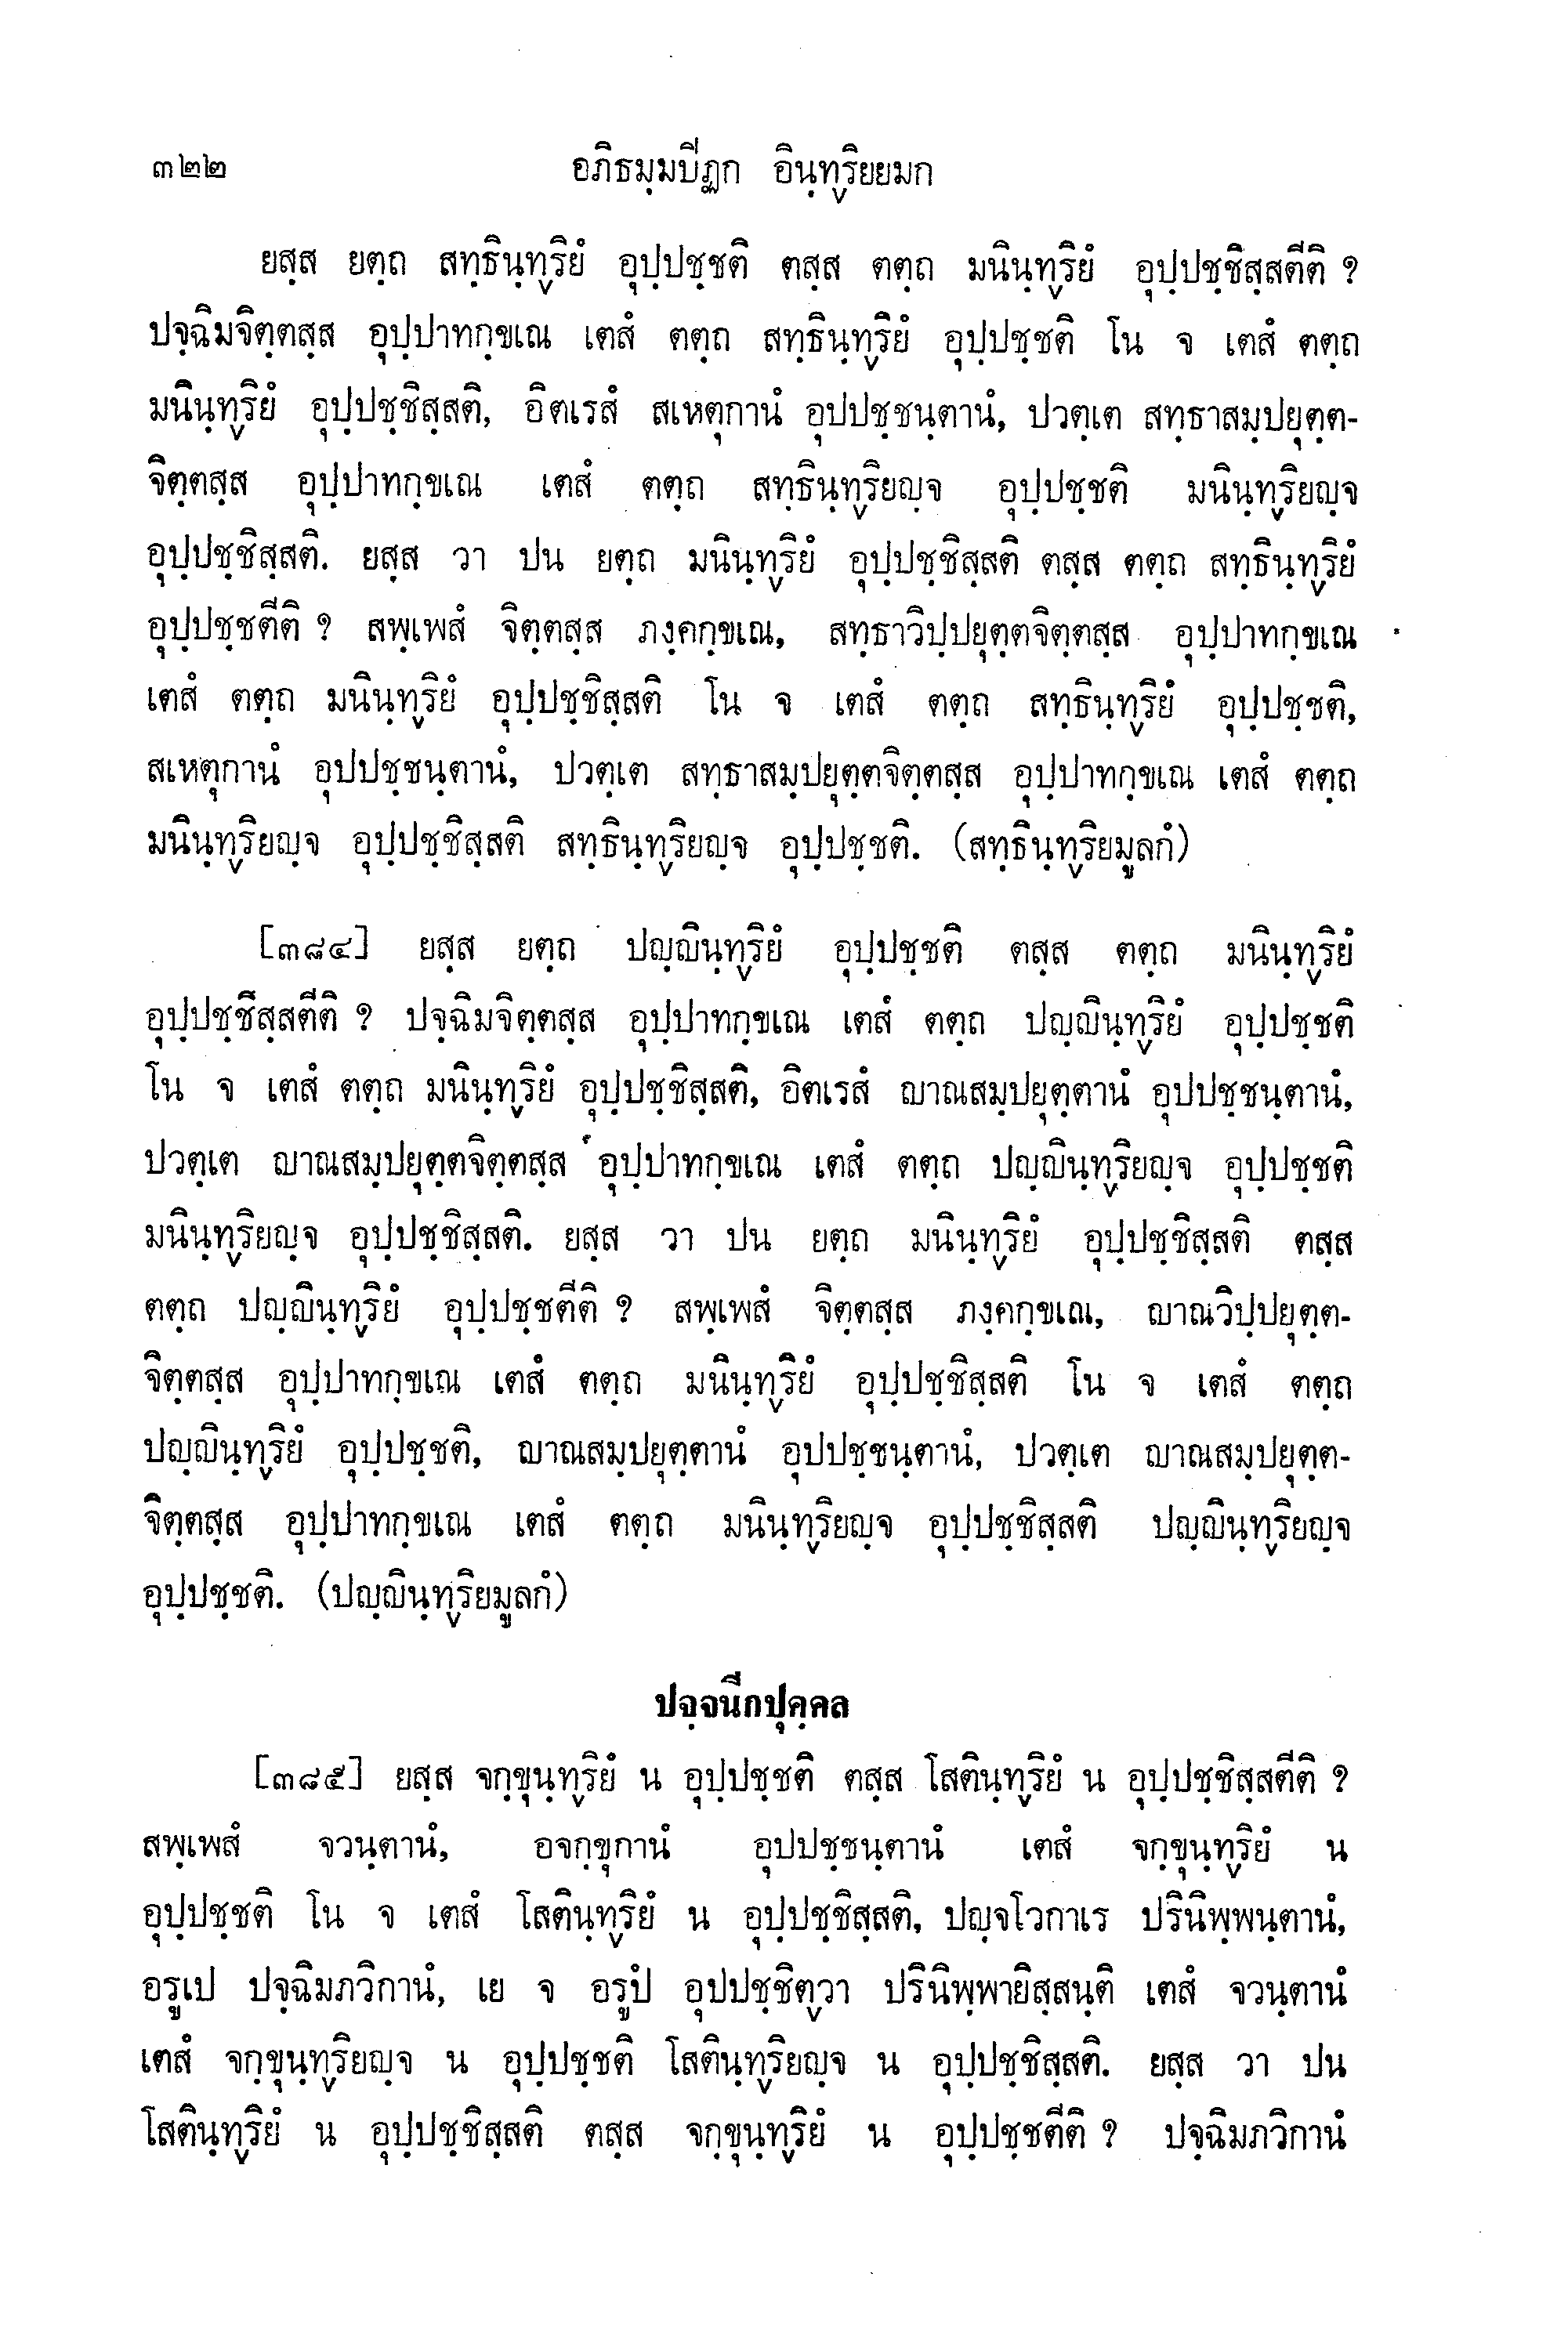 ๓๒๒ อภิธมฺมปิฏก อินฺทฺริยยมก
ยสฺส ยตฺถ สทฺธินฺทฺริยํ อุปฺปชฺชติ ตสฺส ตตฺถ มนินฺทฺริยํ อุปฺปชฺชิสฺสตีติ ?
ปจฺฉิมจิตฺตสฺส อุปฺปาทกฺขเณ เตสํ ตตฺถ สทฺธินฺทฺริยํ อุปฺปชฺชติ โน จ เตสํ ตตฺถ
มนินฺทฺริยํ อุปฺปชฺชิสฺสติ, อิตเรสํ สเหตุกานํ อุปปชฺชนฺตานํ, ปวตฺเต สทฺธาสมฺปยุตฺต-
จิตฺตสฺส อุปฺปาทกฺขเณ เตสํ ตตฺถ สทฺธินฺทฺริยญฺจ อุปฺปชฺชติ มนินฺทฺริยญฺจ
อุปฺปชฺชิสฺสติ. ยสฺส วา ปน ยตฺถ มนินฺทฺริยํ อุปฺปชฺชิสฺสติ ตสฺส ตตฺถ สทฺธินฺทฺริยํ
อุปฺปชฺชตีติ ? สพฺเพสํ จิตฺตสฺส ภงฺคกฺขเณ, สทฺธาวิปฺปยุตฺตจิตฺตสฺส อุปฺปาทกฺขเณ
เตสํ ตตฺถ มนินฺทฺริยํ อุปฺปชฺชิสฺสติ โน จ เตสํ ตตฺถ สทฺธินฺทฺริยํ อุปฺปชฺชติ,
สเหตุกานํ อุปปชฺชนฺตานํ, ปวตฺเต สทฺธาสมฺปยุตฺตจิตฺตสฺส อุปฺปาทกฺขเณ เตสํ ตตฺถ
มนินฺทฺริยญฺจ อุปฺปชฺชิสฺสติ สทฺธินฺทฺริยญฺจ อุปฺปชฺชติ. (สทฺธินฺทฺริยมูลกํ)
[๓๘๔] ยสฺส ยตฺถ ปญฺญินฺทฺริยํ อุปฺปชฺชติ ตสฺส ตตฺถ มนินฺทฺริยํ
อุปฺปชฺชิสฺสตีติ ? ปจฺฉิมจิตฺตสฺส อุปฺปาทกฺขเณ เตสํ ตตฺถ ปญฺญินฺทฺริยํ อุปฺปชฺชติ
โน จ เตสํ ตตฺถ มนินฺทฺริยํ อุปฺปชฺชิสฺสติ, อิตเรสํ ญาณสมฺปยุตฺตานํ อุปปชฺชนฺตานํ,
ปวตฺเต ญาณสมฺปยุตฺตจิตฺตสฺส อุปฺปาทกฺขเณ เตสํ ตตฺถ ปญฺญินฺทฺริยญฺจ อุปฺปชฺชติ
มนินฺทฺริยญฺจ อุปฺปชฺชิสฺสติ. ยสฺส วา ปน ยตฺถ มนินฺทฺริยํ อุปฺปชฺชิสฺสติ ตสฺส
ตตฺถ ปญฺญินฺทฺริยํ อุปฺปชฺชตีติ ? สพฺเพสํ จิตฺตสฺส ภงฺคกฺขเณ, ญาณวิปฺปยุตฺต-
จิตฺตสฺส อุปฺปาทกฺขเณ เตสํ ตตฺถ มนินฺทฺริยํ อุปฺปชฺชิสฺสติ โน จ เตสํ ตตฺถ
ปญฺญินฺทฺริยํ อุปฺปชฺชติ, ญาณสมฺปยุตฺตานํ อุปปชฺชนฺตานํ, ปวตฺเต ญาณสมฺปยุตฺต-
จิตฺตสฺส อุปฺปาทกฺขเณ เตสํ ตตฺถ มนินฺทฺริยญฺจ อุปฺปชฺชิสฺสติ ปญฺญินฺทฺริยญฺจ
อุปฺปชฺชติ. (ปญฺญินฺทฺริยมูลกํ)
ปจฺจนีกปุคฺคล
[๓๘๕] ยสฺส จกฺขุนฺทฺริยํ น อุปฺปชฺชติ ตสฺส โสตินฺทฺริยํ น อุปฺปชฺชิสฺสตีติ ?
สพฺเพสํ จวนฺตานํ, อจกฺขุกานํ อุปปชฺชนฺตานํ เตสํ จกฺขุนฺทฺริยํ น
อุปฺปชฺชติ โน จ เตสํ โสตินฺทฺริยํ น อุปฺปชฺชิสฺสติ, ปญฺจโวกาเร ปรินิพฺพนฺตานํ,
อรูเป ปจฺฉิมภวิกานํ, เย จ อรูปํ อุปปชฺชิตฺวา ปรินิพฺพายิสฺสนฺติ เตสํ จวนฺตานํ
เตสํ จกฺขุนฺทฺริยญฺจ น อุปฺปชฺชติ โสตินฺทฺริยญฺจ น อุปฺปชฺชิสฺสติ. ยสฺส วา ปน
โสตินฺทฺริยํ น อุปฺปชฺชิสฺสติ ตสฺส จกฺขุนฺทฺริยํ น อุปฺปชฺชตีติ ? ปจฺฉิมภวิกานํ